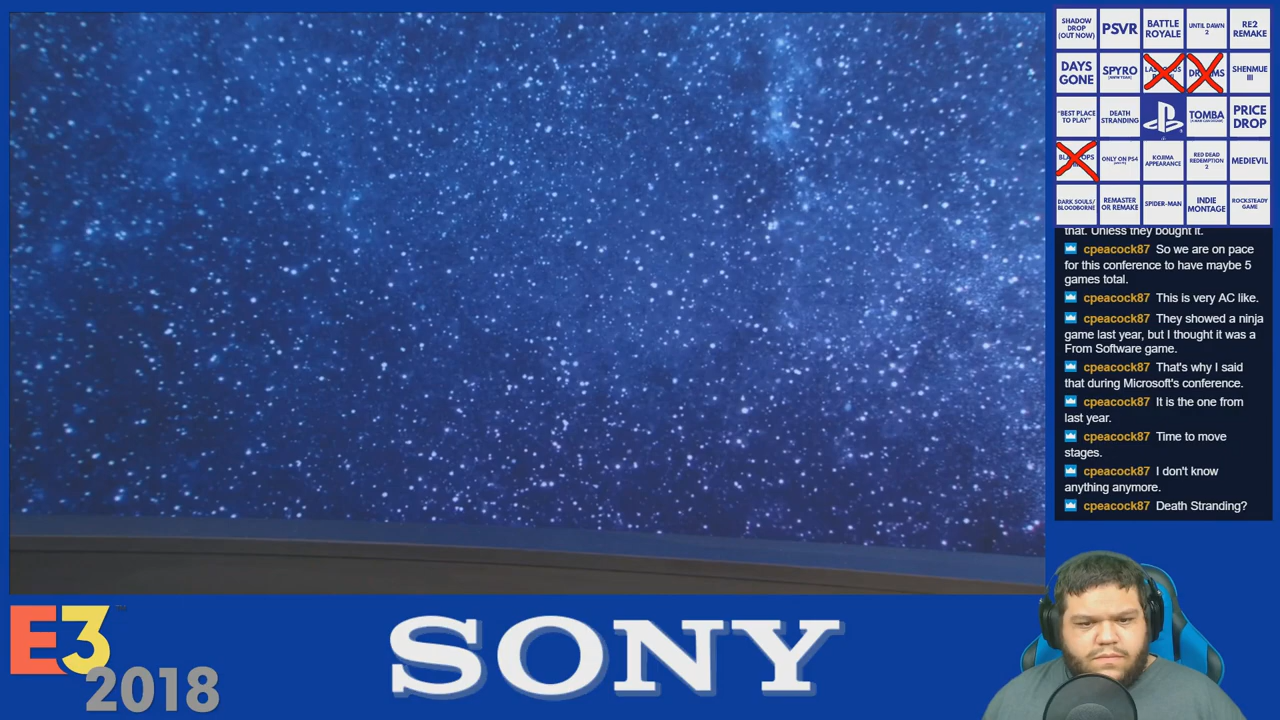 SHADOW
DROP
(OUT NOW)
PSVR
BATTLE
ROYALE
UNTIL DAWN
2
RE2
REMAKE
DAYS
GONE
SPYRO
SHENMUE
III
"BEST PLACE
TO PLAY"
DEATH
STRANDING
TOMBA
PRICE
DROP
ONLY ON PS4
KOJIMA
APPEARANCE
RED DEAD
REDEMPTION
2
MEDIEVIL
DARK SOULS/
BLOODBORNE
REMASTER
OR REMAKE
SPIDER-MAN
INDIE
MONTAGE
ROCKSTEADY
GAME
that. Unless they bought it.
cpeacock87 So we are on pace
for this conference to have maybe 5
games total.
cpeacock87 This is very AC like.
cpeacock87 They showed a ninja
game last year, but I thought it was a
From Software game.
cpeacock87 That's why I said
that during Microsoft's conference.
cpeacock87 It is the one from
last year.
cpeacock87 Time to move
stages.
cpeacock87 I don't know
anything anymore.
cpeacock87 Death Stranding?
E3
2018
SONY